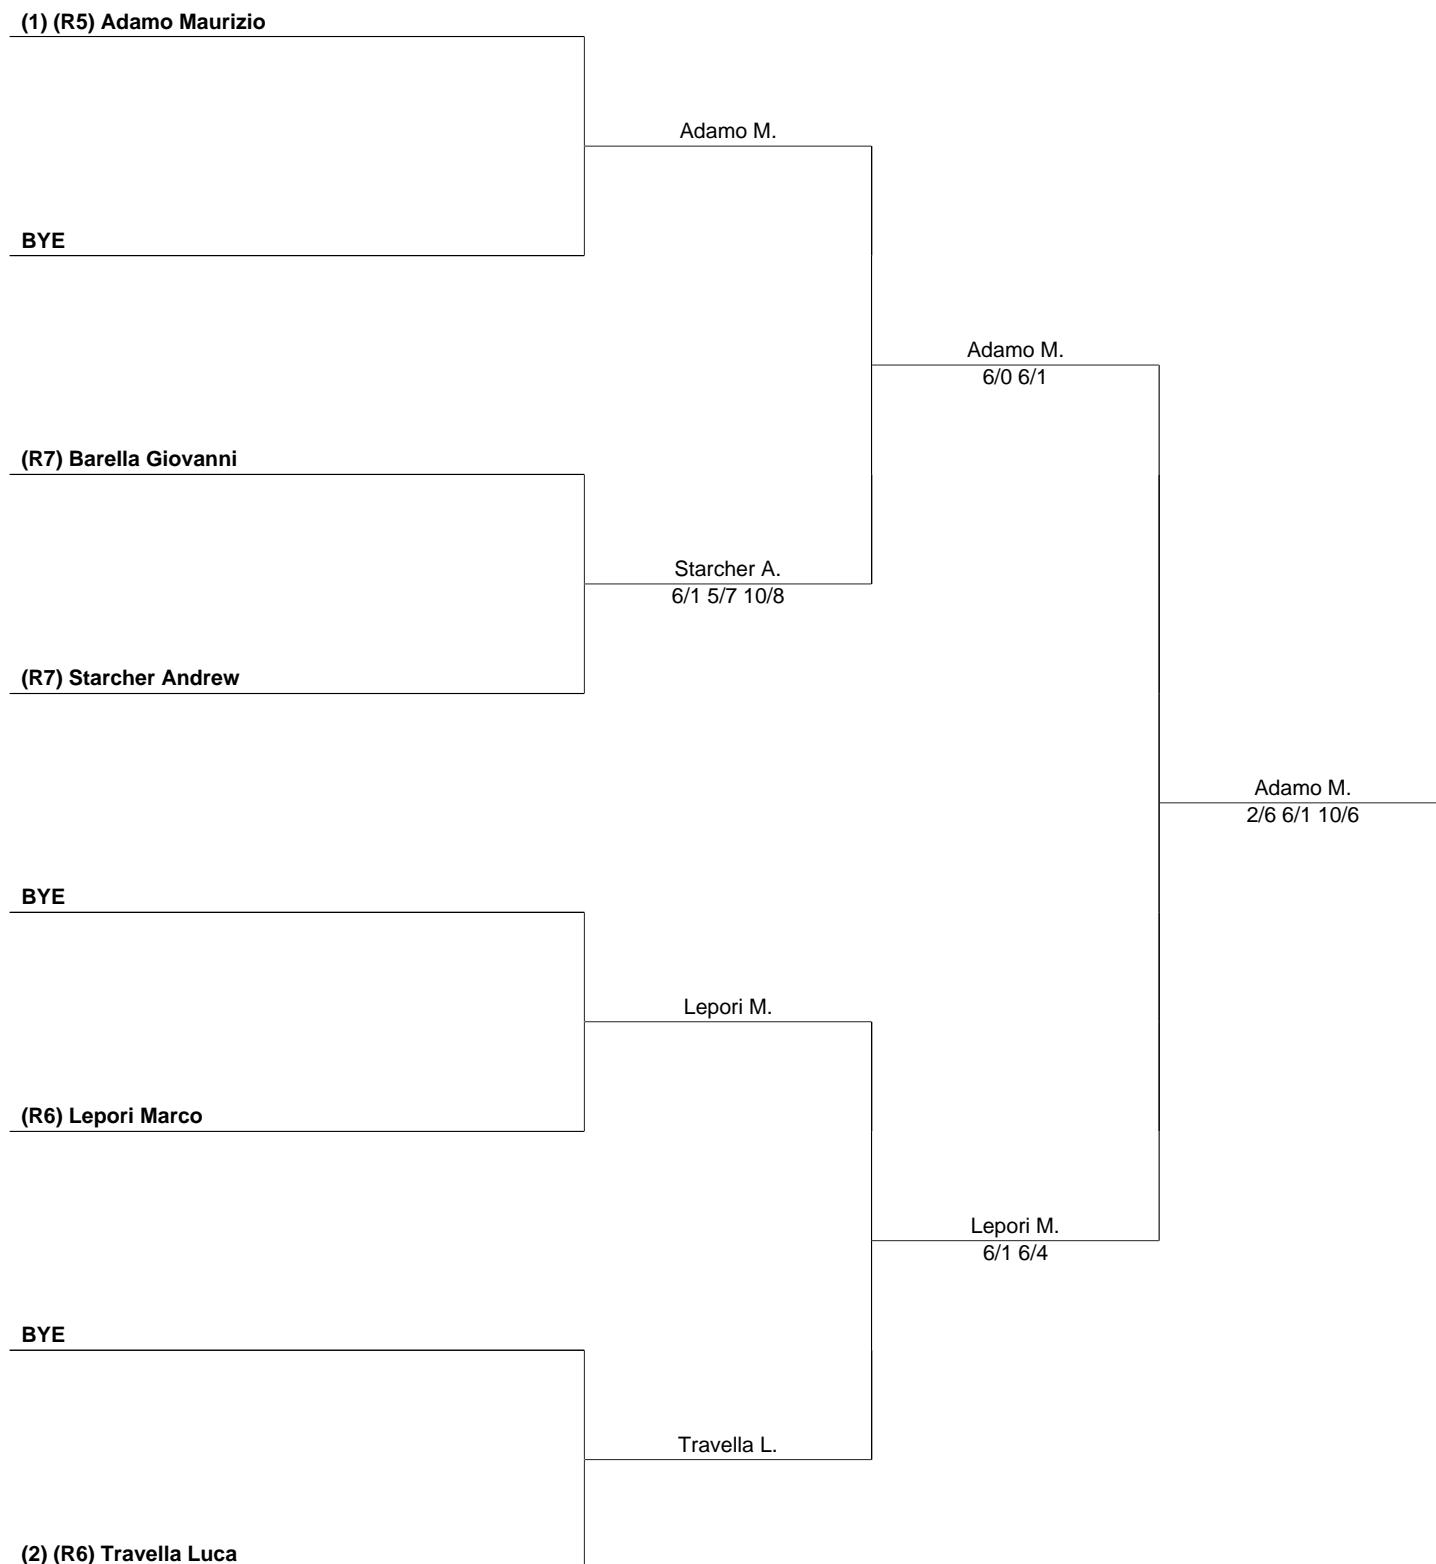 (1) (R5) Adamo Maurizio
Adamo M.
BYE
Adamo M.
6/0 6/1
(R7) Barella Giovanni
Starcher A.
6/1 5/7 10/8
(R7) Starcher Andrew
Adamo M.
2/6 6/1 10/6
BYE
Lepori M.
(R6) Lepori Marco
Lepori M.
6/1 6/4
BYE
Travella L.
(2) (R6) Travella Luca